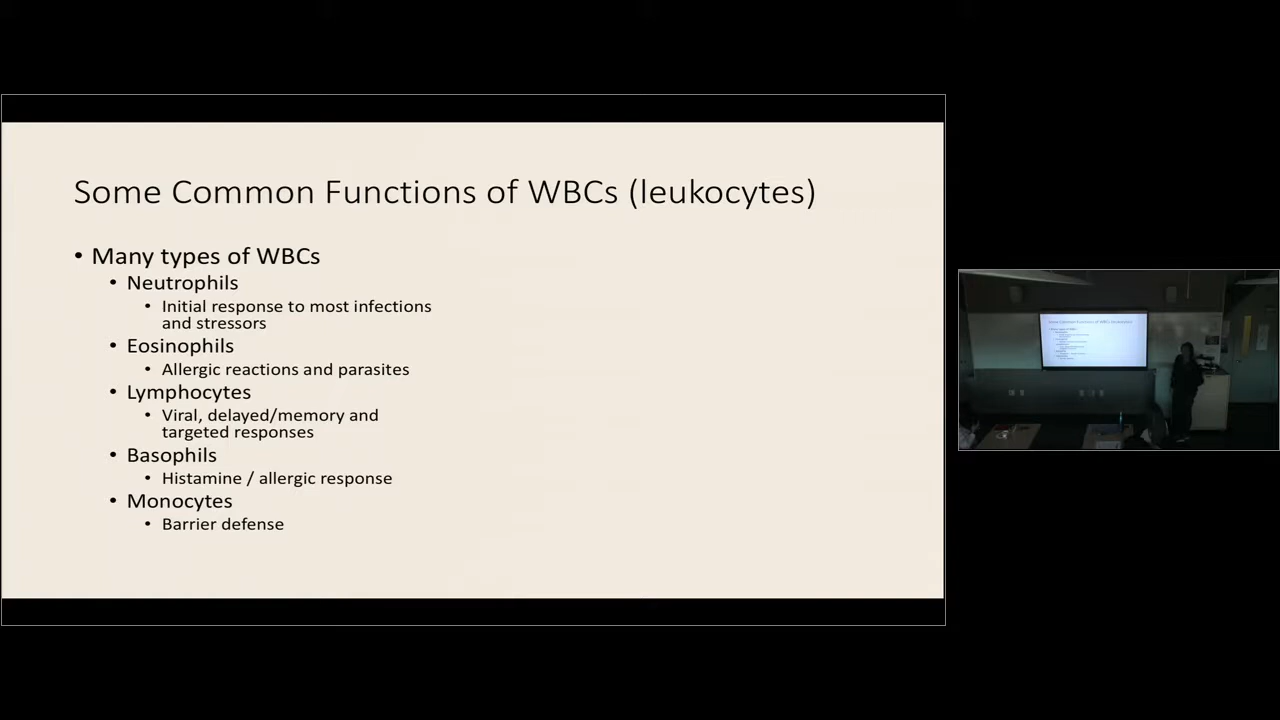 Some Common Functions of WBCs (leukocytes)
• Many types of WBCs
• Neutrophils
• Initial response to most infections
and stressors
• Eosinophils
• Allergic reactions and parasites
• Lymphocytes
• Viral, delayed/memory and
targeted responses
• Basophils
• Histamine / allergic response
• Monocytes
• Barrier defense